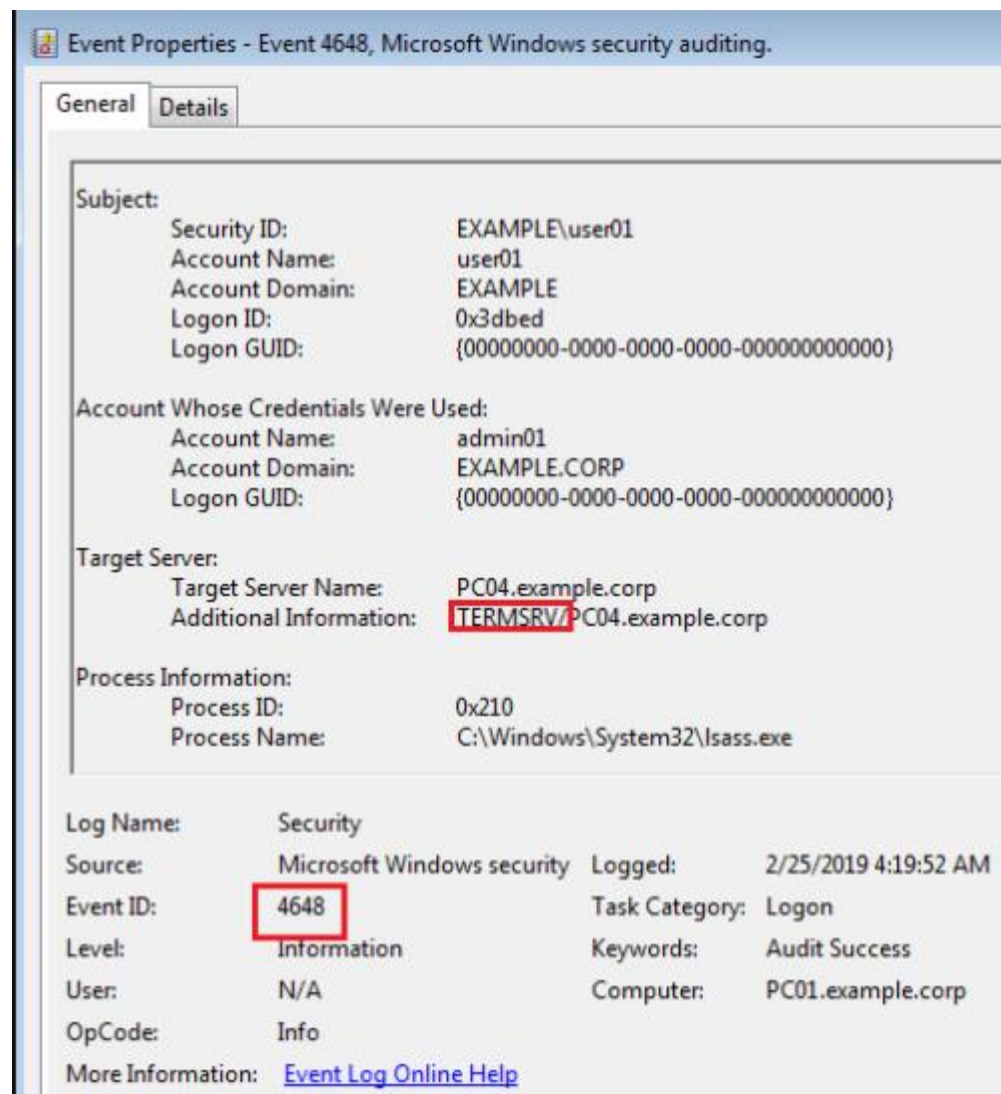 Event Properties - Event 4648, Microsoft Windows security auditing.
General Details
Subject:
Security ID: EXAMPLE\user01
Account Name: user01
Account Domain: EXAMPLE
Logon ID: 0x3dbed
Logon GUID: {00000000-0000-0000-0000-000000000000}
Account Whose Credentials Were Used:
Account Name: admin01
Account Domain: EXAMPLE.CORP
Logon GUID: {00000000-0000-0000-0000-000000000000}
Target Server:
Target Server Name: PC04.example.corp
Additional Information: TERMSRV/PC04.example.corp
Process Information:
Process ID: 0x210
Process Name: C:\Windows\System32\lsass.exe
Log Name: Security
Source: Microsoft Windows security Logged: 2/25/2019 4:19:52 AM
Event ID: 4648 Task Category: Logon
Level: Information Keywords: Audit Success
User: N/A Computer: PC01.example.corp
OpCode: Info
More Information: Event Log Online Help